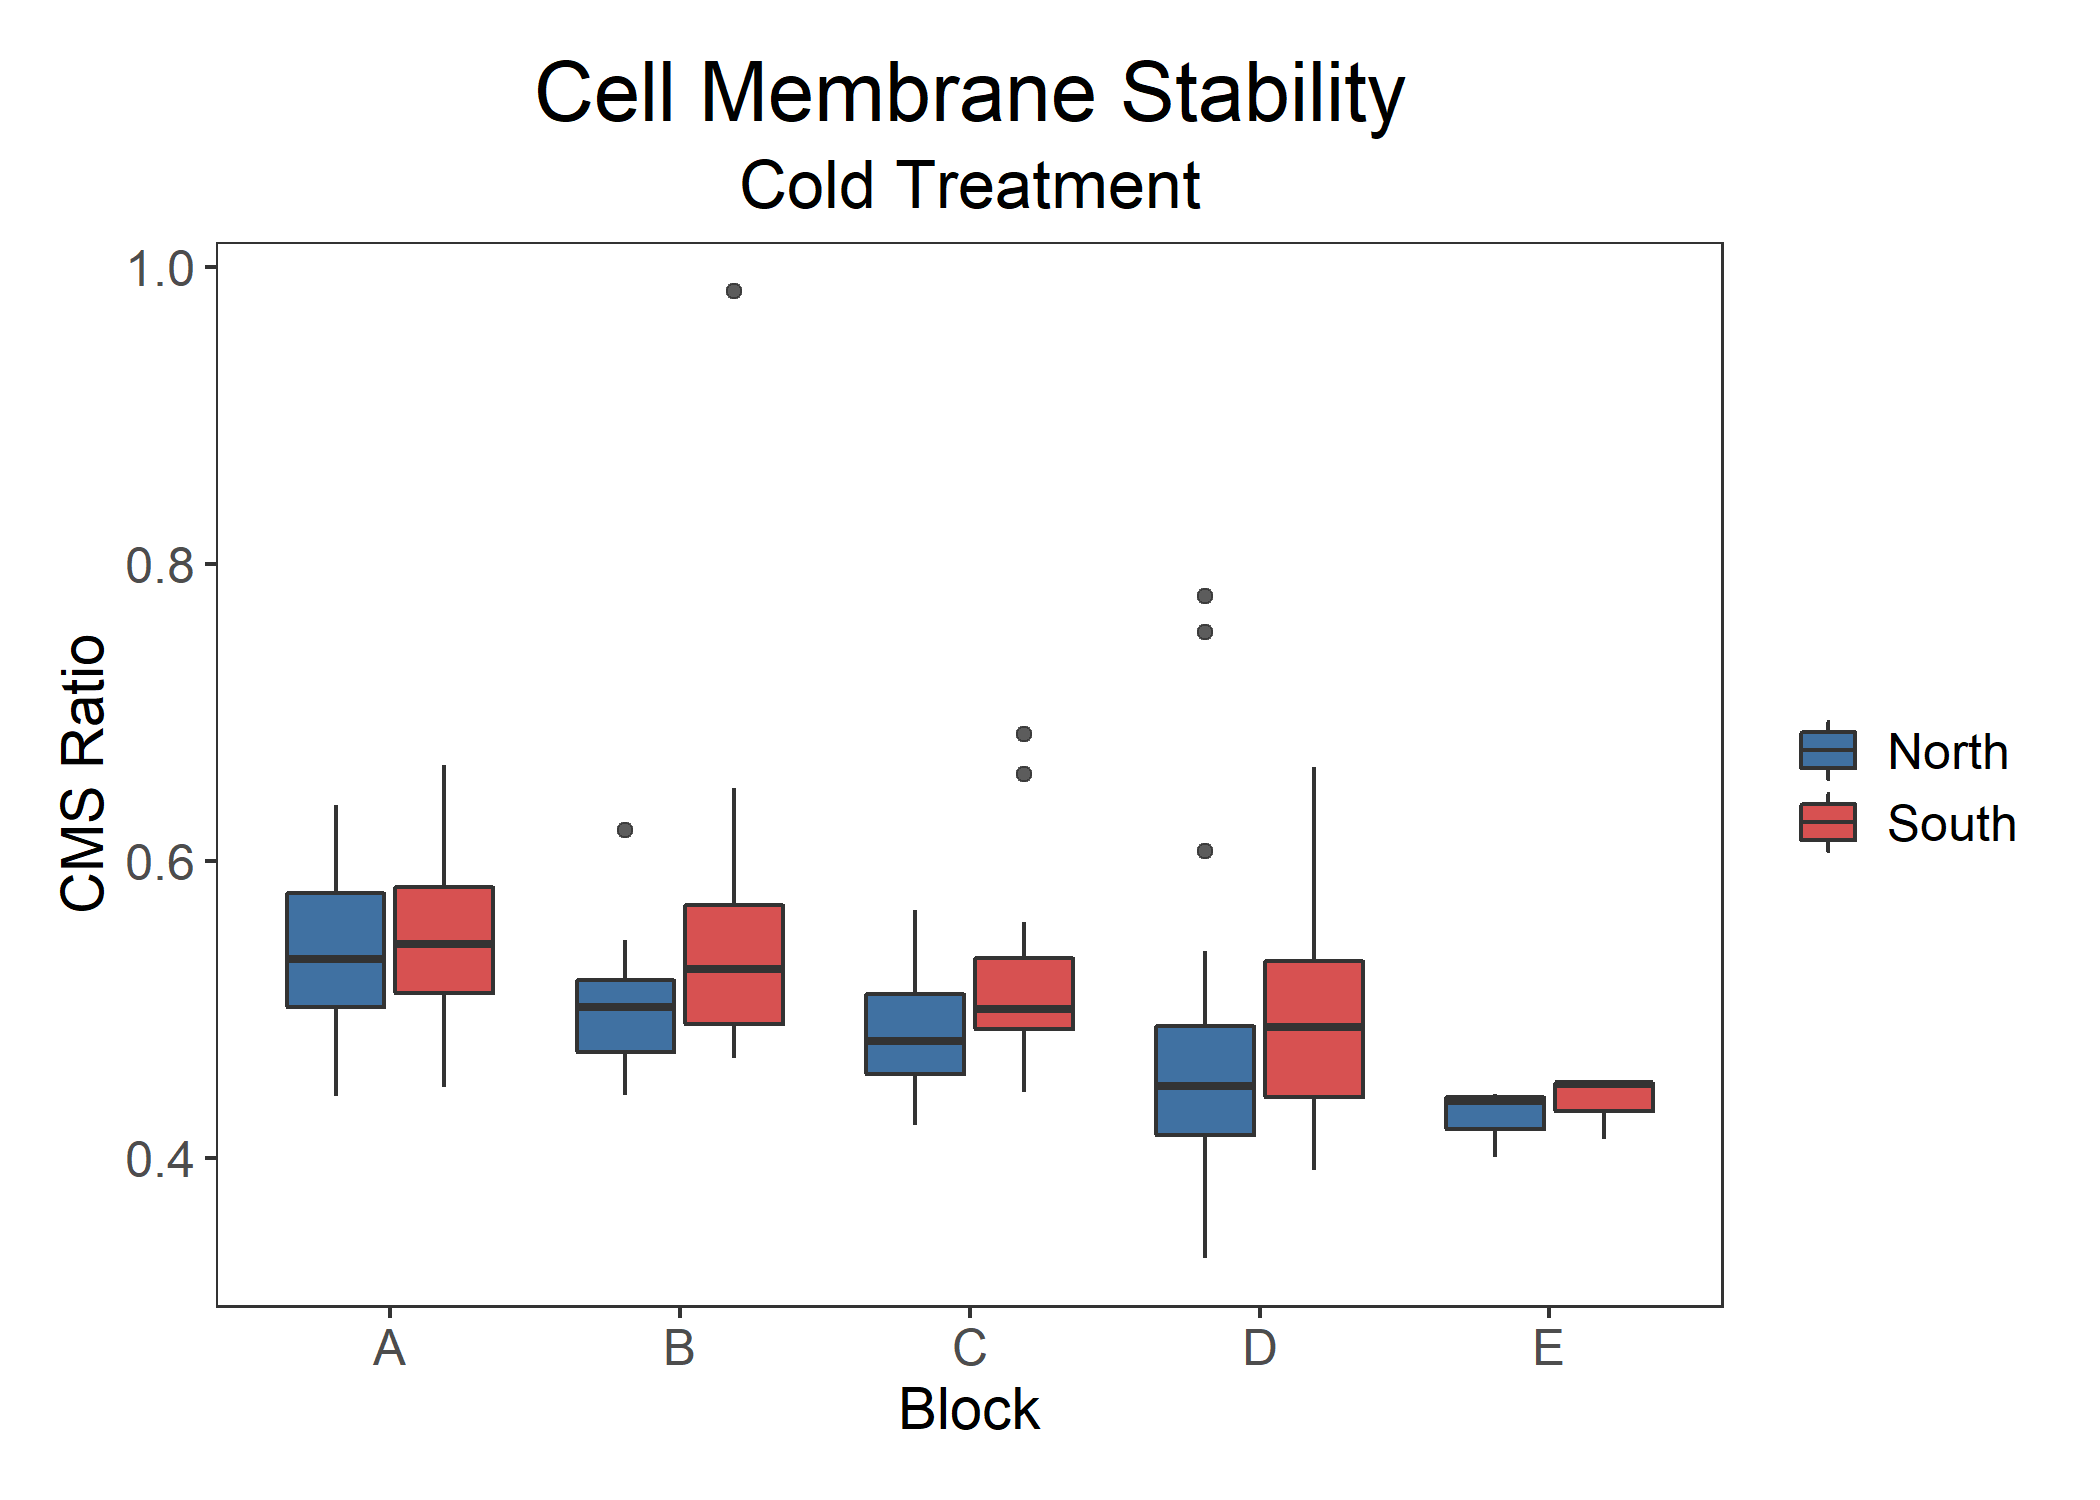 Cell Membrane Stability
Cold Treatment
1.0
0.8
0.6
0.4
CMS Ratio
A B C D E
Block
North
South